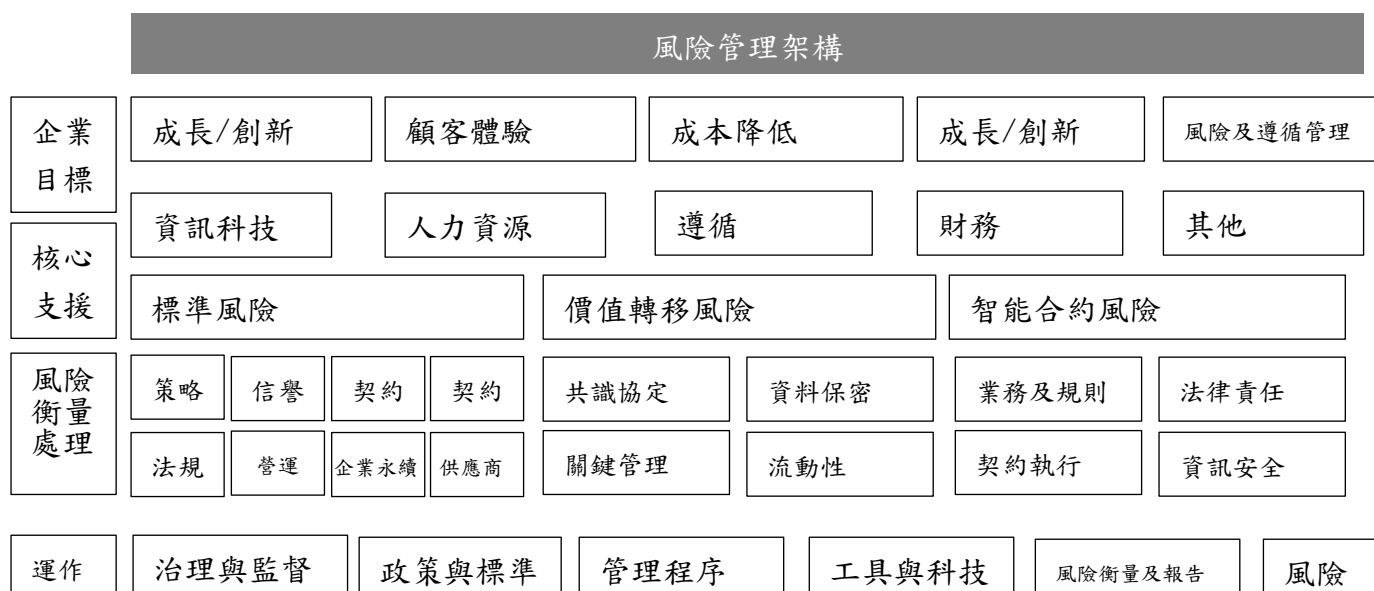 風險管理架構
企業
目標
成長/創新
顧客體驗
成本降低
成長/創新
風險及遵循管理
核心
支援
資訊科技
人力資源
遵循
財務
其他
標準風險
價值轉移風險
智能合約風險
風險
衡量
處理
策略
信譽
契約
契約
共識協定
資料保密
業務及規則
法律責任
法規
營運
企業永續
供應商
關鍵管理
流動性
契約執行
資訊安全
運作
治理與監督
政策與標準
管理程序
工具與科技
風險衡量及報告
風險